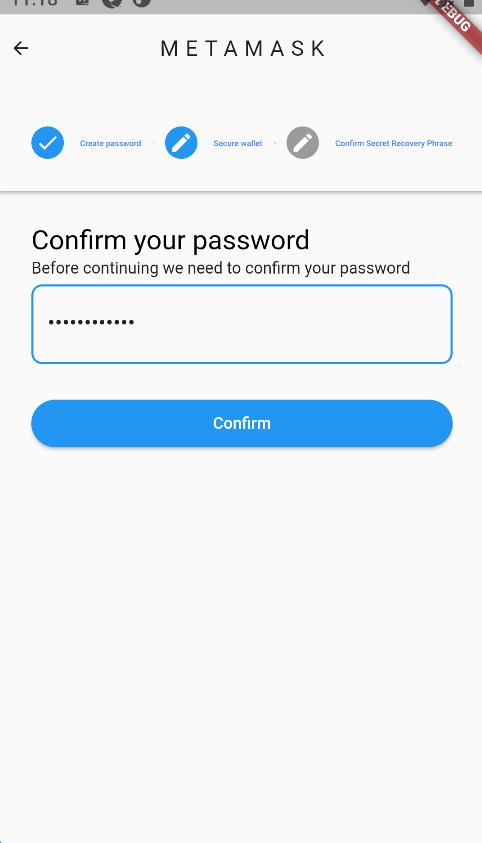 11:18
DEBUG
METAMASK
Create password
Secure wallet
Confirm Secret Recovery Phrase
Confirm your password
Before continuing we need to confirm your password
••••••••••••
Confirm